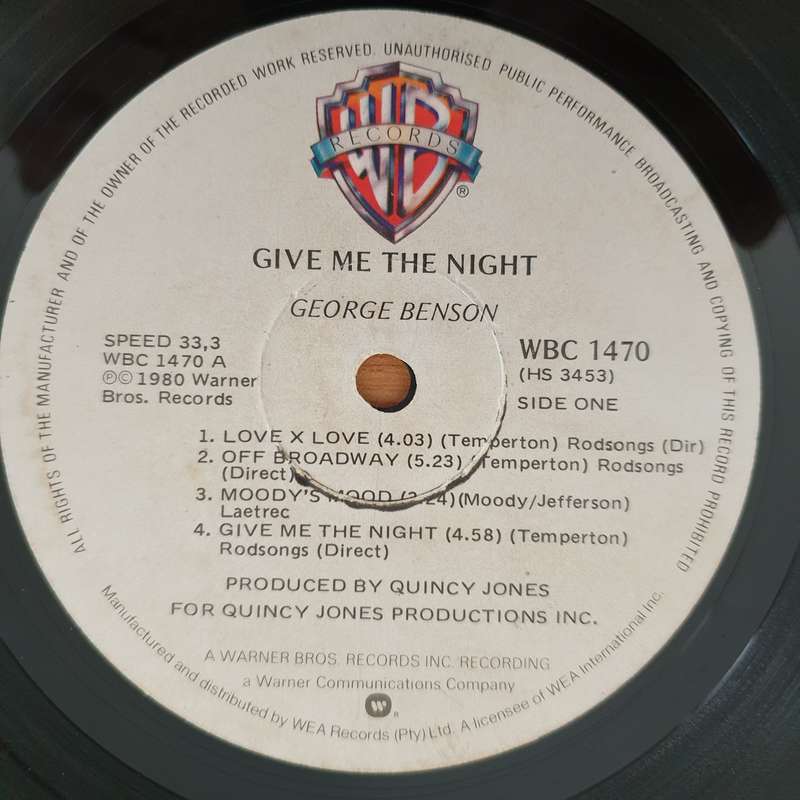 ALL RIGHTS OF THE MANUFACTURER AND OF THE OWNER OF THE RECORDED WORK RESERVED. UNAUTHORISED PUBLIC PERFORMANCE BROADCASTING AND COPYING OF THIS RECORD PROHIBITED
WB
RECORDS
®
GIVE ME THE NIGHT
GEORGE BENSON
SPEED 33,3
WBC 1470 A
℗© 1980 Warner
Bros. Records
WBC 1470
(HS 3453)
SIDE ONE
1. LOVE X LOVE (4.03) (Temperton) Rodsongs (Dir)
2. OFF BROADWAY (5.23) (Temperton) Rodsongs
(Direct)
3. MOODY'S MOOD (Moody/Jefferson)
Laetrec
4. GIVE ME THE NIGHT (4.58) (Temperton)
Rodsongs (Direct)
PRODUCED BY QUINCY JONES
FOR QUINCY JONES PRODUCTIONS INC.
A WARNER BROS. RECORDS INC. RECORDING
a Warner Communications Company
W ®
Manufactured and distributed by WEA Records (Pty) Ltd. A licensee of WEA International Inc.